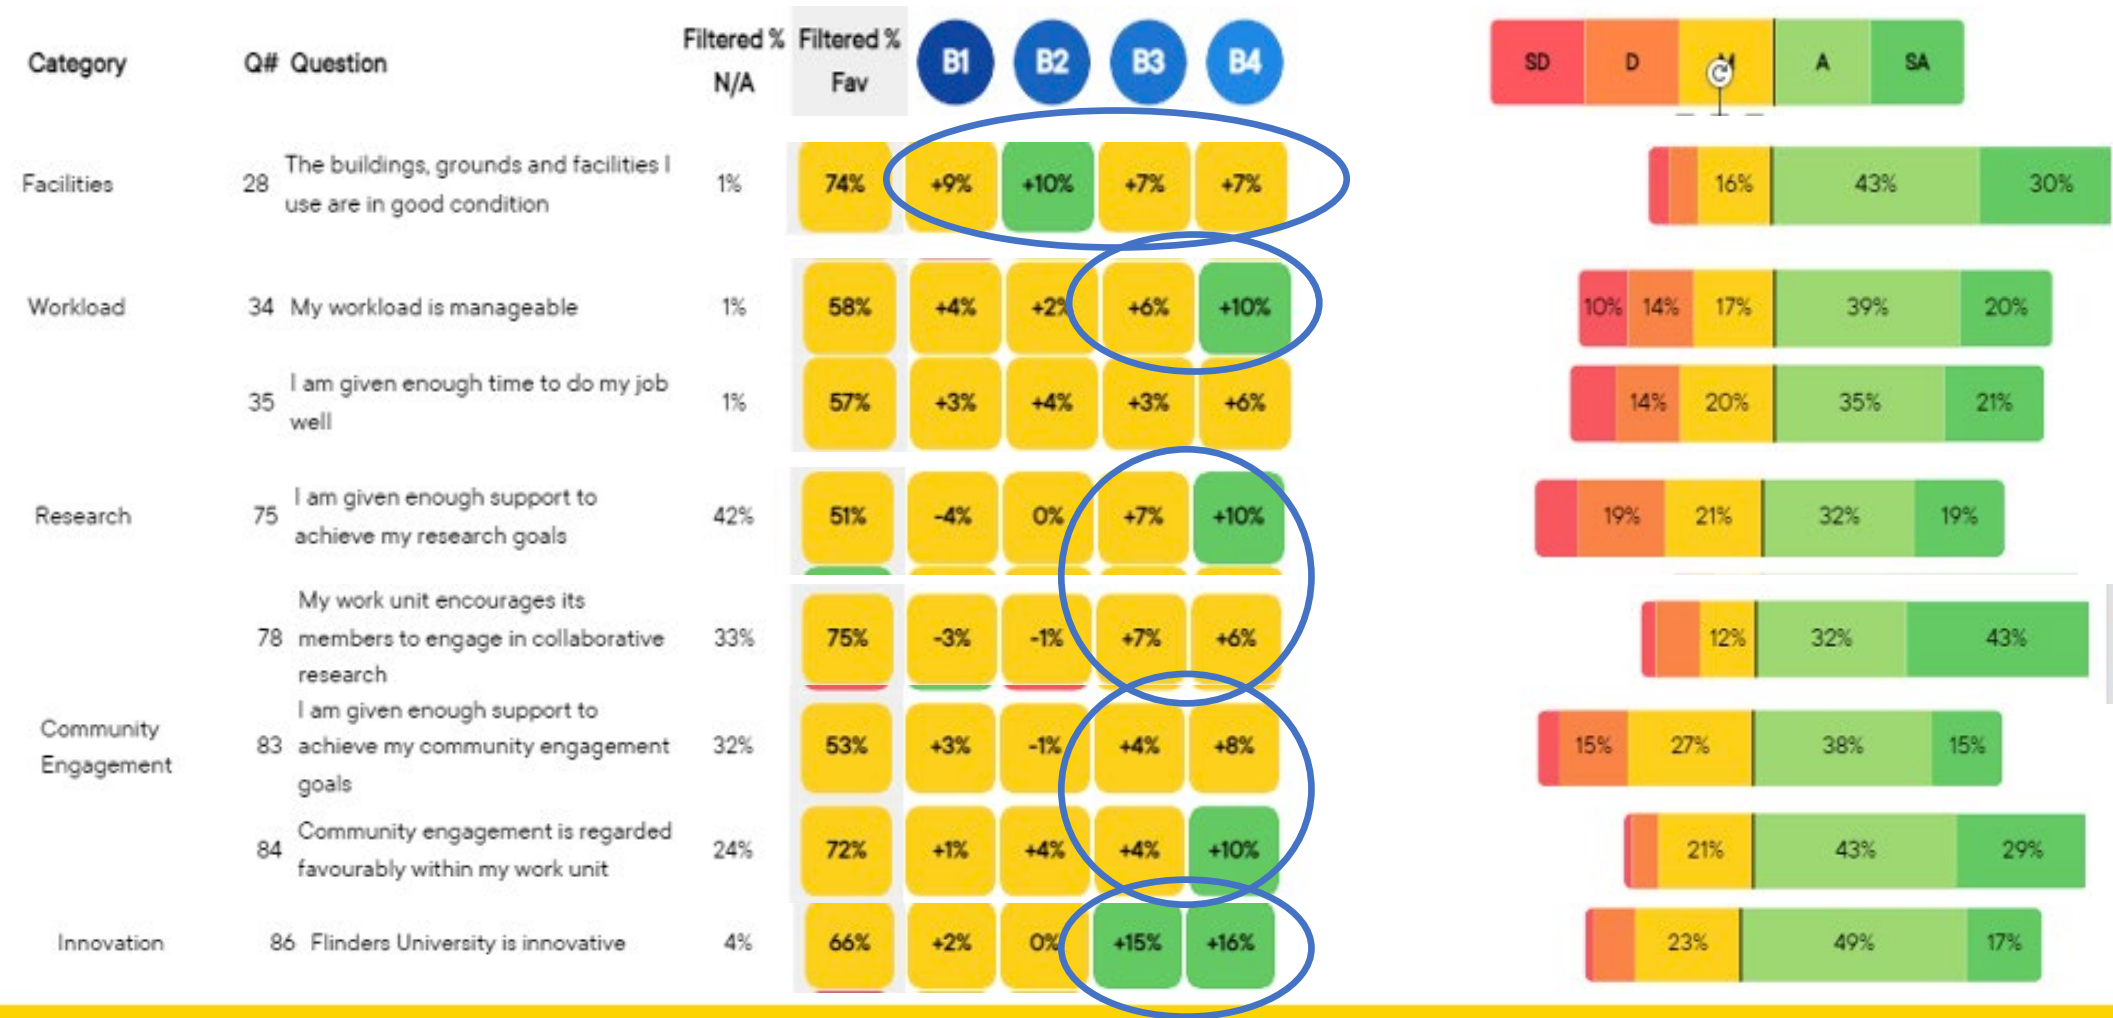 Category Q# Question Filtered % N/A Filtered % Fav B1 B2 B3 B4 SD D A SA
Facilities 28 The buildings, grounds and facilities I 1% 74% +9% +10% +7% +7% 16% 43% 30%
use are in good condition
Workload 34 My workload is manageable 1% 58% +4% +2% +6% +10% 10% 14% 17% 39% 20%
35 I am given enough time to do my job 1% 57% +3% +4% +3% +6% 14% 20% 35% 21%
well
Research 75 I am given enough support to 42% 51% -4% 0% +7% +10% 19% 21% 32% 19%
achieve my research goals
My work unit encourages its
78 members to engage in collaborative 33% 75% -3% -1% +7% +6% 12% 32% 43%
research
I am given enough support to
Community Engagement 83 achieve my community engagement 32% 53% +3% -1% +4% +8% 15% 27% 38% 15%
goals
84 Community engagement is regarded 24% 72% +1% +4% +4% +10% 21% 43% 29%
favourably within my work unit
Innovation 86 Flinders University is innovative 4% 66% +2% 0% +15% +16% 23% 49% 17%